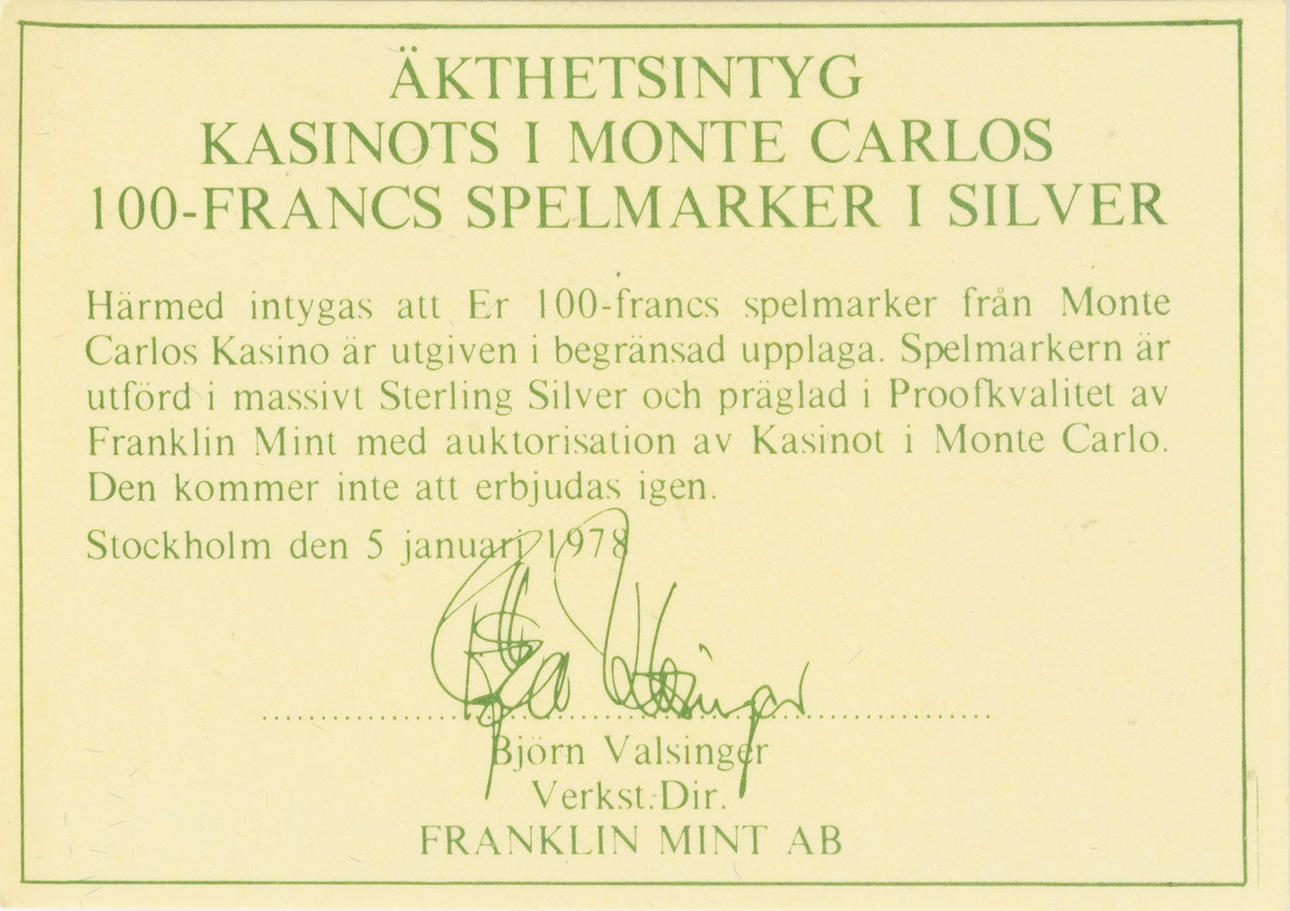 ÄKTHETSINTYG
KASINOTS I MONTE CARLOS
100-FRANCS SPELMARKER I SILVER
Härmed intygas att Er 100-francs spelmarker från Monte
Carlos Kasino är utgiven i begränsad upplaga. Spelmarkern är
utförd i massivt Sterling Silver och präglad i Proofkvalitet av
Franklin Mint med auktorisation av Kasinot i Monte Carlo.
Den kommer inte att erbjudas igen.
Stockholm den 5 januari 1978
Björn Valsinger
Verkst. Dir.
FRANKLIN MINT AB